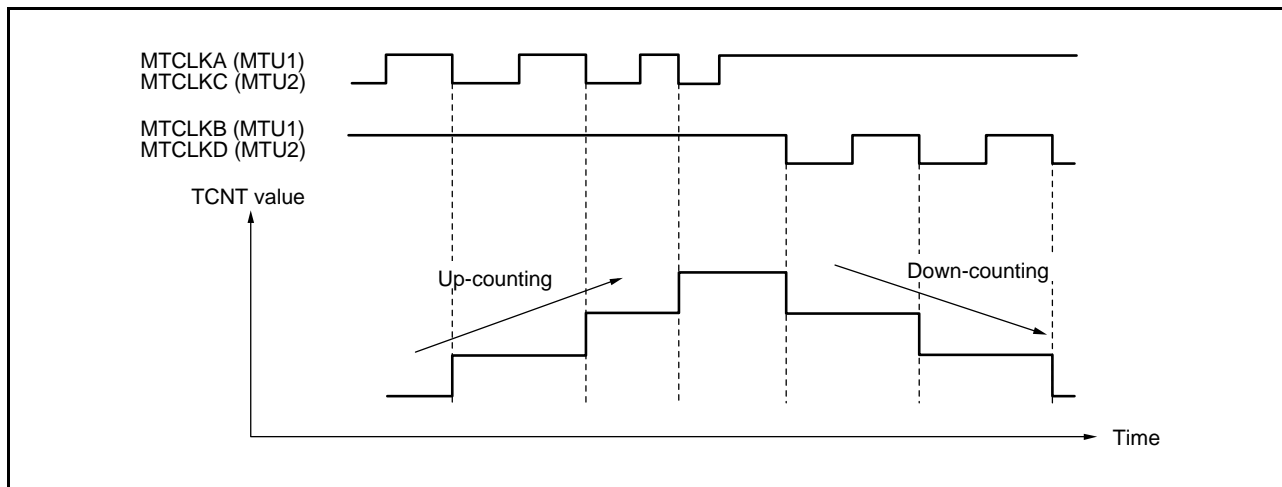 MTCLKA (MTU1)
MTCLKC (MTU2)
MTCLKB (MTU1)
MTCLKD (MTU2)
TCNT value
Up-counting
Down-counting
Time